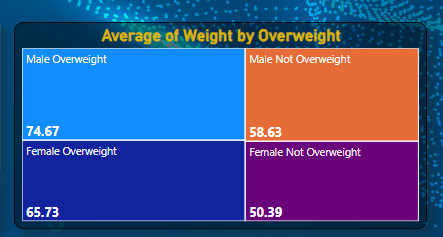 Average of Weight by Overweight
Male Overweight
74.67
Male Not Overweight
58.63
Female Overweight
65.73
Female Not Overweight
50.39